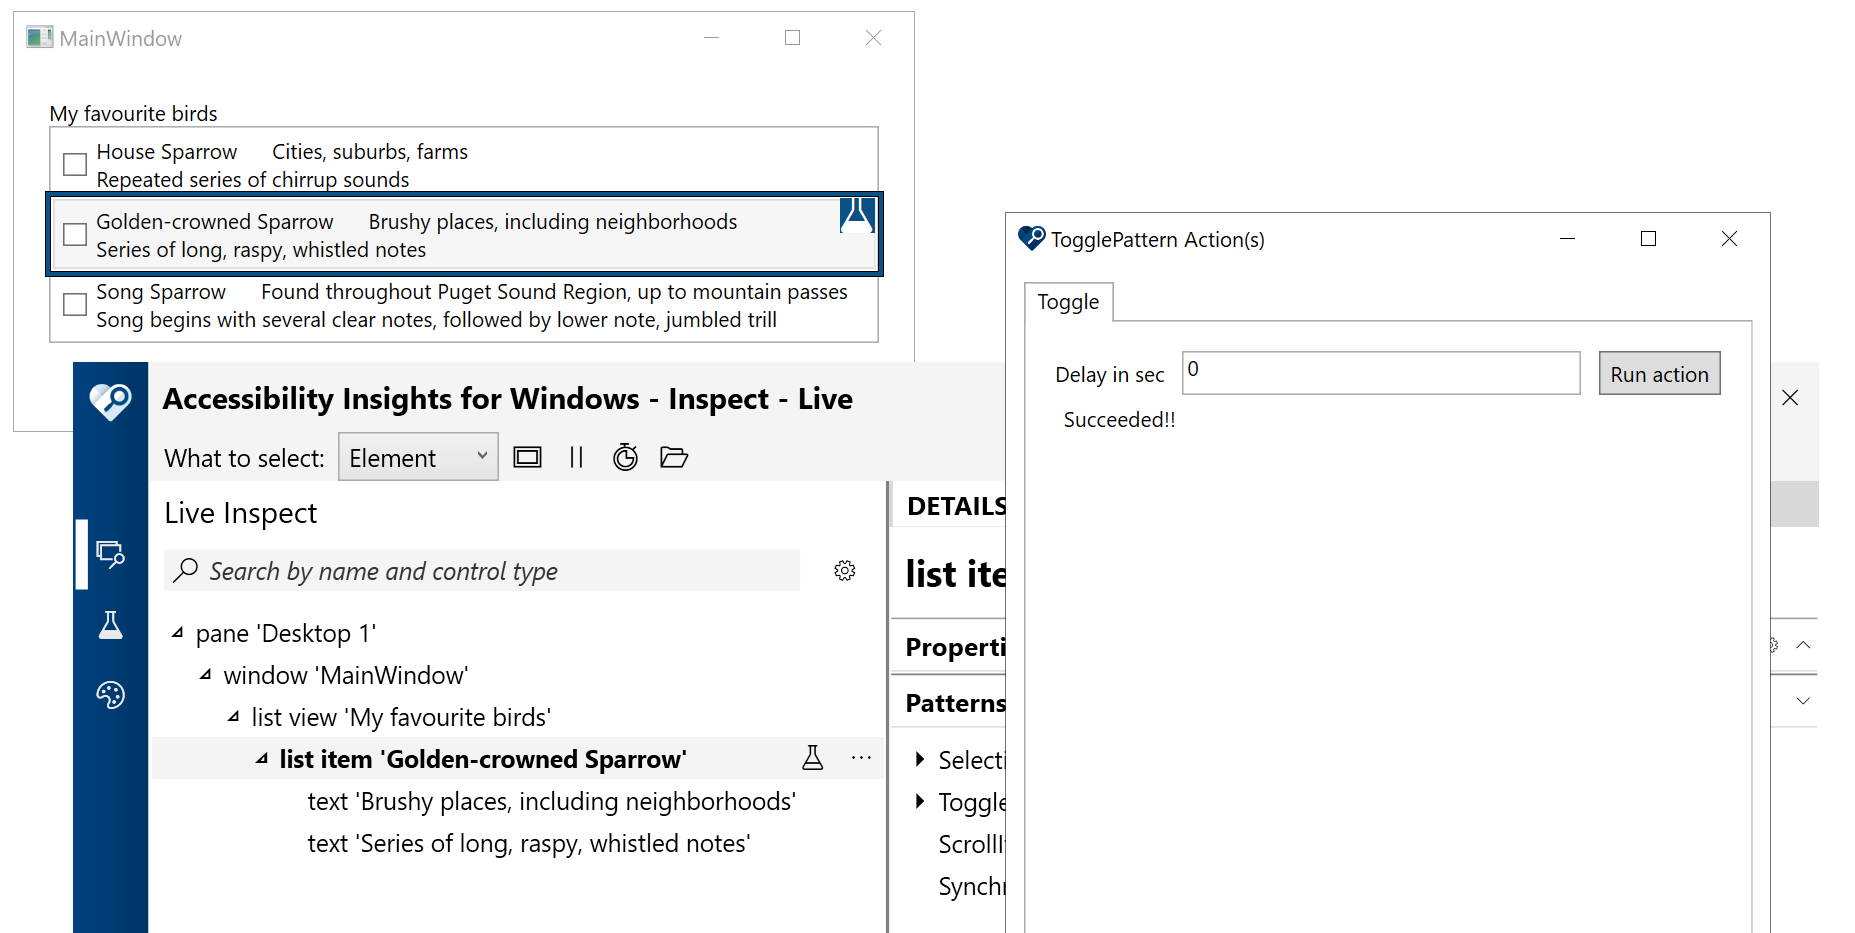 MainWindow
My favourite birds
House Sparrow Cities, suburbs, farms
Repeated series of chirrup sounds
Golden-crowned Sparrow Brushy places, including neighborhoods
Series of long, raspy, whistled notes
Song Sparrow Found throughout Puget Sound Region, up to mountain passes
Song begins with several clear notes, followed by lower note, jumbled trill
Accessibility Insights for Windows - Inspect - Live
What to select: Element
Live Inspect
Search by name and control type
pane 'Desktop 1'
window 'MainWindow'
list view 'My favourite birds'
list item 'Golden-crowned Sparrow'
text 'Brushy places, including neighborhoods'
text 'Series of long, raspy, whistled notes'
DETAILS
list ite
Properti
Patterns
Selecti
Toggle
ScrollI
Synchr
TogglePattern Action(s)
Toggle
Delay in sec 0 Run action
Succeeded!!